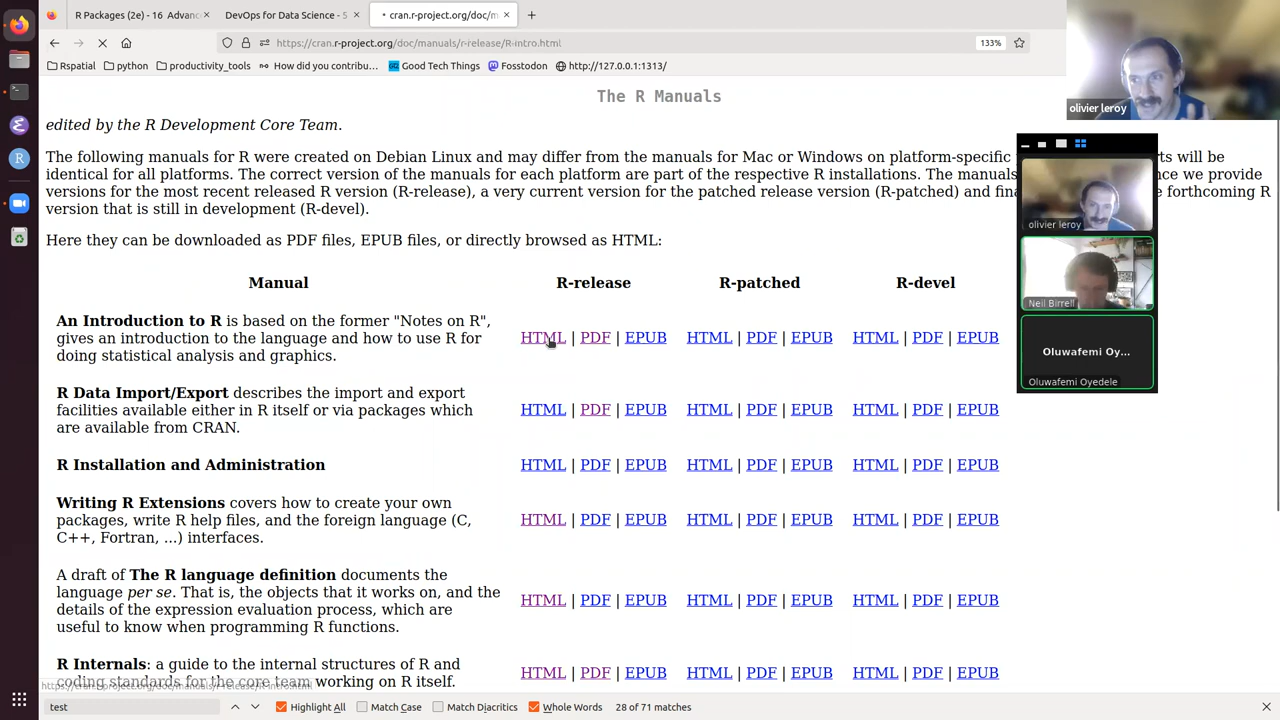 R Packages (2e) - 16 Advanc
DevOps for Data Science - 5
cran.r-project.org/doc/m
https://cran.r-project.org/doc/manuals/r-release/R-intro.html
133%
Rspatial
python
productivity_tools
How did you contribu...
Good Tech Things
Fosstodon
http://127.0.0.1:1313/
olivier leroy
The R Manuals
edited by the R Development Core Team.
The following manuals for R were created on Debian Linux and may differ from the manuals for Mac or Windows on platform-specific rts will be
identical for all platforms. The correct version of the manuals for each platform are part of the respective R installations. The manuals nce we provide
versions for the most recent released R version (R-release), a very current version for the patched release version (R-patched) and fina e forthcoming R
version that is still in development (R-devel).
Here they can be downloaded as PDF files, EPUB files, or directly browsed as HTML:
olivier leroy
Neil Birrell
Oluwafemi Oy...
Oluwafemi Oyedele
Manual R-release R-patched R-devel
An Introduction to R is based on the former "Notes on R",
gives an introduction to the language and how to use R for
doing statistical analysis and graphics.
HTML | PDF | EPUB HTML | PDF | EPUB HTML | PDF | EPUB
R Data Import/Export describes the import and export
facilities available either in R itself or via packages which
are available from CRAN.
HTML | PDF | EPUB HTML | PDF | EPUB HTML | PDF | EPUB
R Installation and Administration
HTML | PDF | EPUB HTML | PDF | EPUB HTML | PDF | EPUB
Writing R Extensions covers how to create your own
packages, write R help files, and the foreign language (C,
C++, Fortran, ...) interfaces.
HTML | PDF | EPUB HTML | PDF | EPUB HTML | PDF | EPUB
A draft of The R language definition documents the
language per se. That is, the objects that it works on, and the
details of the expression evaluation process, which are
useful to know when programming R functions.
HTML | PDF | EPUB HTML | PDF | EPUB HTML | PDF | EPUB
R Internals: a guide to the internal structures of R and
coding standards for the core team working on R itself.
HTML | PDF | EPUB HTML | PDF | EPUB HTML | PDF | EPUB
test
Highlight All
Match Case
Match Diacritics
Whole Words
28 of 71 matches